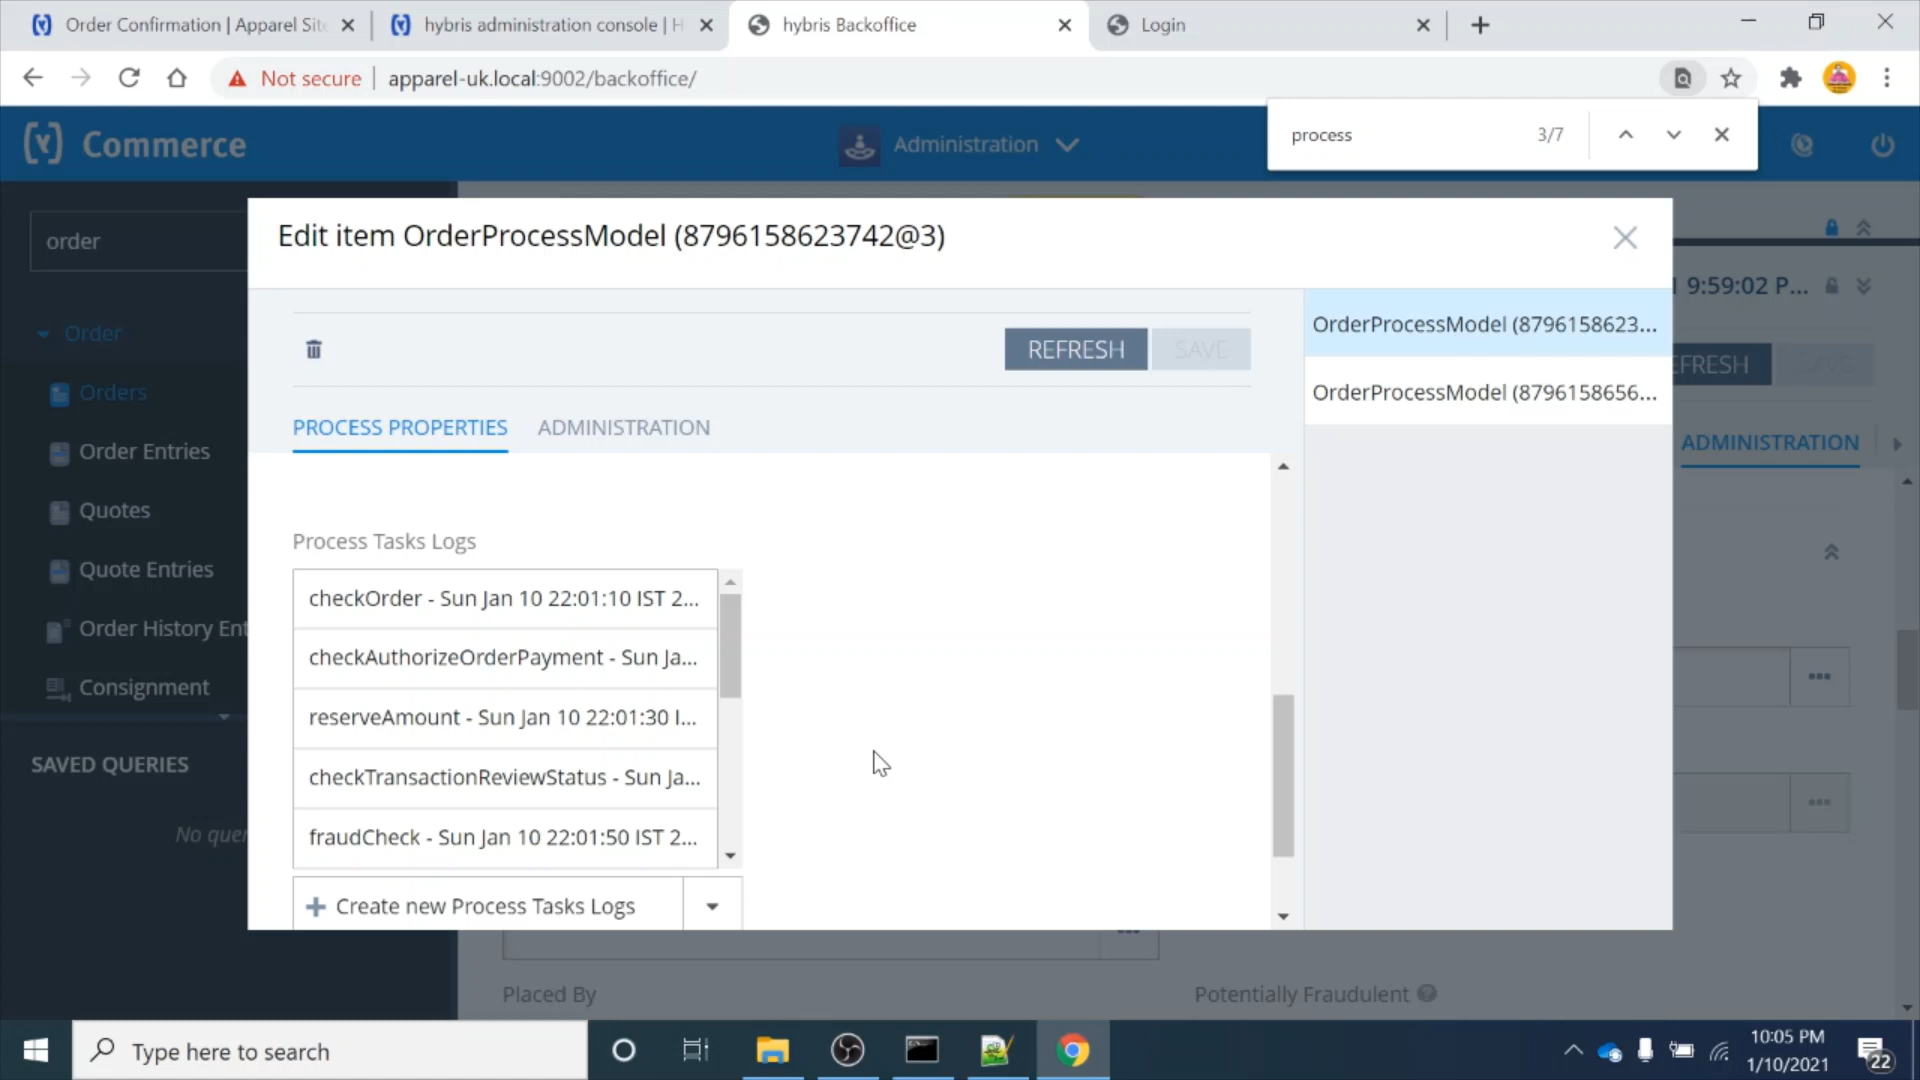 Order Confirmation | Apparel Site
hybris administration console | H
hybris Backoffice
Login
Not secure
apparel-uk.local:9002/backoffice/
process
3/7
Commerce
Administration
order
Edit item OrderProcessModel (8796158623742@3)
9:59:02 P...
OrderProcessModel (8796158623...
REFRESH
SAVE
EFRESH
Order
Orders
OrderProcessModel (8796158656...
PROCESS PROPERTIES
ADMINISTRATION
ADMINISTRATION
Order Entries
Quotes
Process Tasks Logs
Quote Entries
checkOrder - Sun Jan 10 22:01:10 IST 2...
Order History Ent
checkAuthorizeOrderPayment - Sun Ja...
Consignment
reserveAmount - Sun Jan 10 22:01:30 I...
SAVED QUERIES
checkTransactionReviewStatus - Sun Ja...
No quer
fraudCheck - Sun Jan 10 22:01:50 IST 2...
Create new Process Tasks Logs
Placed By
Potentially Fraudulent
Type here to search
10:05 PM
1/10/2021
22